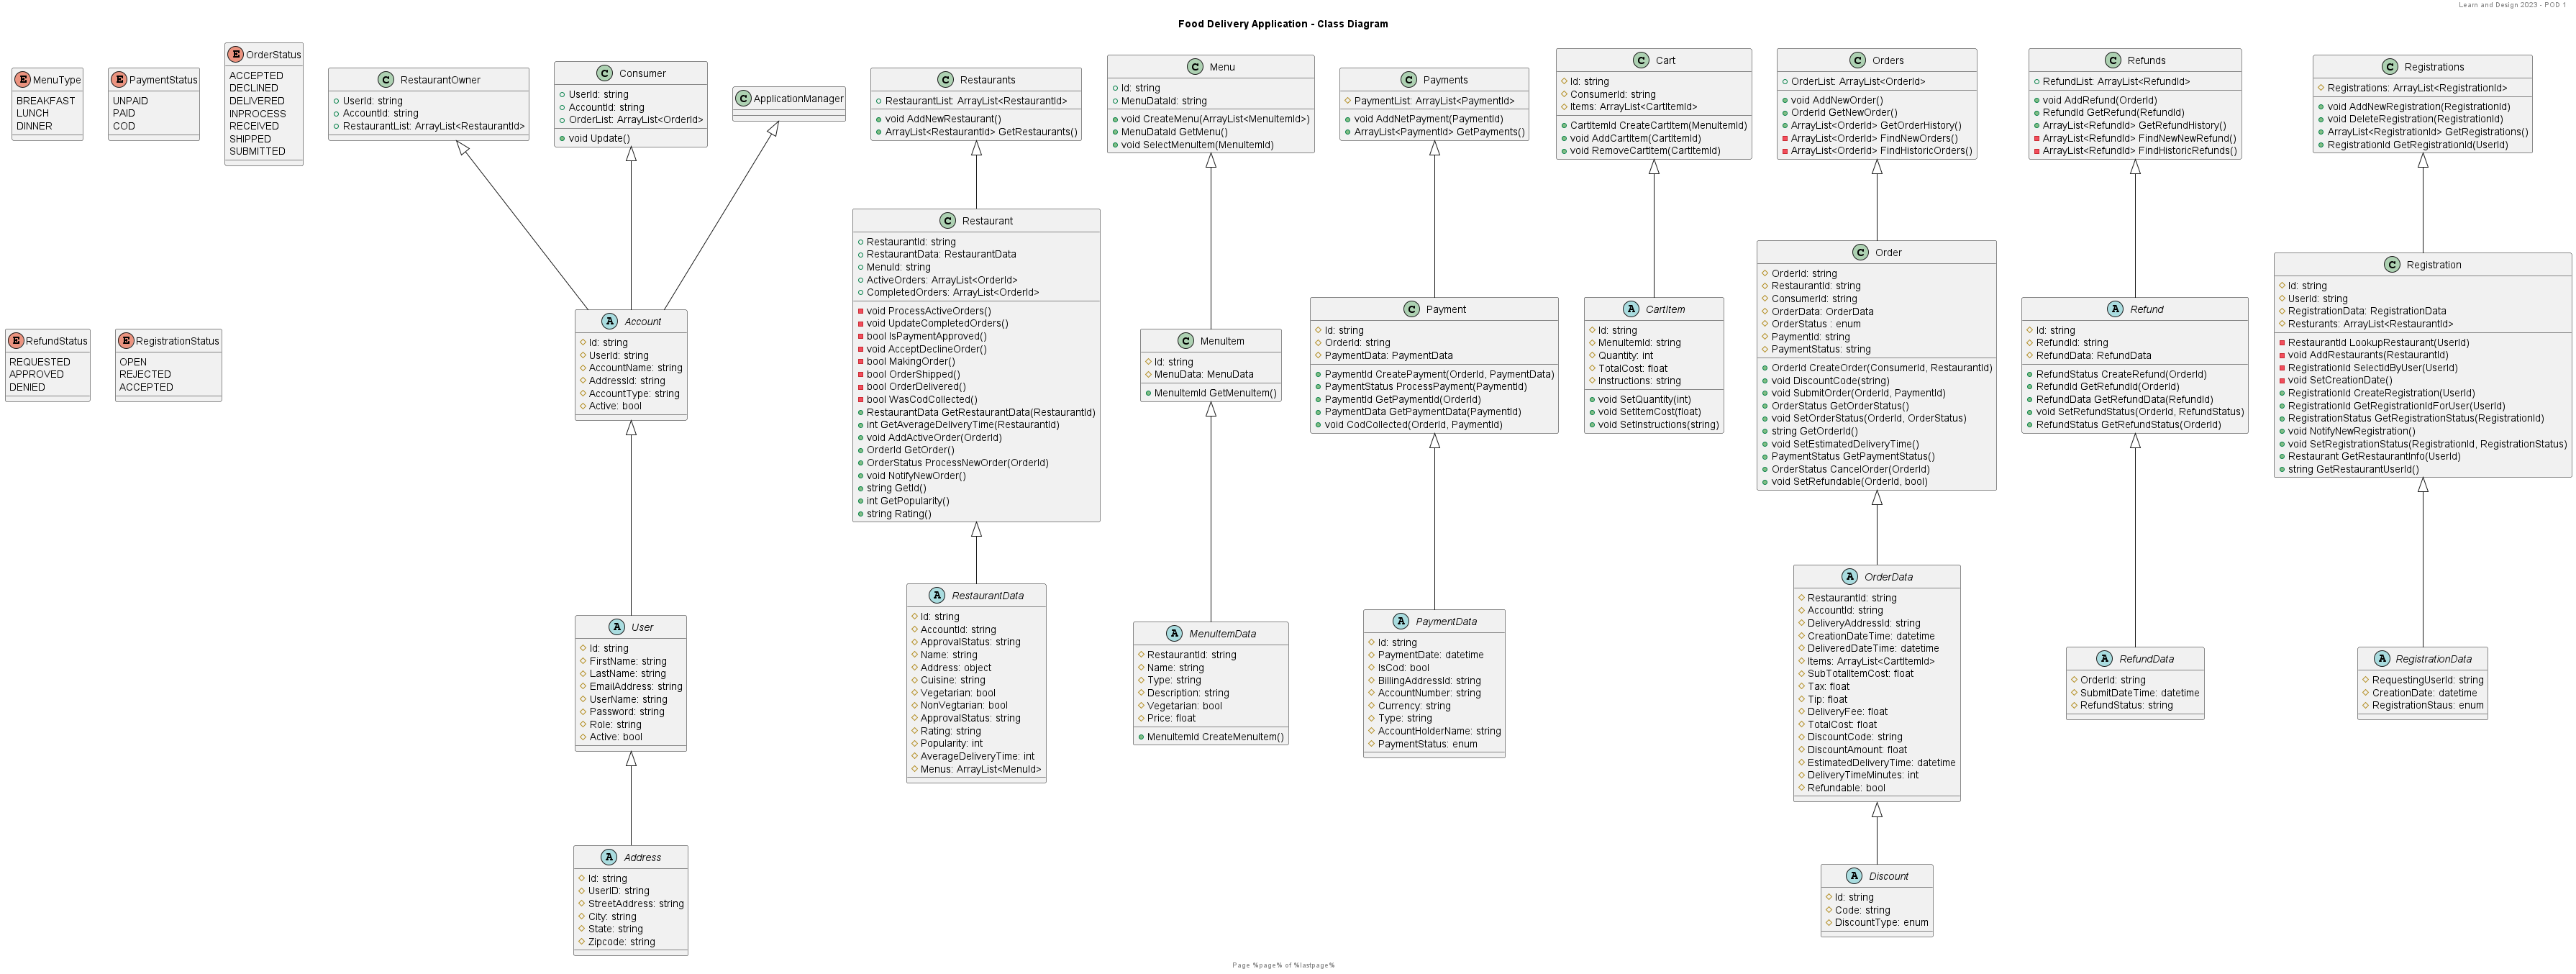 Learn and Design 2023 - POD 1
Food Delivery Application - Class Diagram
E MenuType
BREAKFAST
LUNCH
DINNER
E PaymentStatus
UNPAID
PAID
COD
E OrderStatus
ACCEPTED
DECLINED
DELIVERED
INPROCESS
RECEIVED
SHIPPED
SUBMITTED
C RestaurantOwner
UserId: string
AccountId: string
RestaurantList: ArrayList<RestaurantId>
C Consumer
UserId: string
AccountId: string
OrderList: ArrayList<OrderId>
void Update()
C ApplicationManager
C Restaurants
RestaurantList: ArrayList<RestaurantId>
void AddNewRestaurant()
ArrayList<RestaurantId> GetRestaurants()
C Menu
Id: string
MenuDataId: string
void CreateMenu(ArrayList<MenuItemId>)
MenuDataId GetMenu()
void SelectMenuItem(MenuItemId)
C Payments
PaymentList: ArrayList<PaymentId>
void AddNetPayment(PaymentId)
ArrayList<PaymentId> GetPayments()
C Cart
Id: string
ConsumerId: string
Items: ArrayList<CartItemId>
CartItemId CreateCartItem(MenuItemId)
void AddCartItem(CartItemId)
void RemoveCartItem(CartItemId)
C Orders
OrderList: ArrayList<OrderId>
void AddNewOrder()
OrderId GetNewOrder()
ArrayList<OrderId> GetOrderHistory()
ArrayList<OrderId> FindNewOrders()
ArrayList<OrderId> FindHistoricOrders()
C Refunds
RefundList: ArrayList<RefundId>
void AddRefund(OrderId)
RefundId GetRefund(RefundId)
ArrayList<RefundId> GetRefundHistory()
ArrayList<RefundId> FindNewNewRefund()
ArrayList<RefundId> FindHistoricRefunds()
C Registrations
Registrations: ArrayList<RegistrationId>
void AddNewRegistration(RegistrationId)
void DeleteRegistration(RegistrationId)
ArrayList<RegistrationId> GetRegistrations()
RegistrationId GetRegistrationId(UserId)
E RefundStatus
REQUESTED
APPROVED
DENIED
E RegistrationStatus
OPEN
REJECTED
ACCEPTED
A Account
Id: string
UserId: string
AccountName: string
AddressId: string
AccountType: string
Active: bool
C Restaurant
RestaurantId: string
RestaurantData: RestaurantData
MenuId: string
ActiveOrders: ArrayList<OrderId>
CompletedOrders: ArrayList<OrderId>
void ProcessActiveOrders()
void UpdateCompletedOrders()
bool IsPaymentApproved()
void AcceptDeclineOrder()
bool MakingOrder()
bool OrderShipped()
bool OrderDelivered()
bool WasCodCollected()
RestaurantData GetRestaurantData(RestaurantId)
int GetAverageDeliveryTime(RestaurantId)
void AddActiveOrder(OrderId)
OrderId GetOrder()
OrderStatus ProcessNewOrder(OrderId)
void NotifyNewOrder()
string GetId()
int GetPopularity()
string Rating()
C MenuItem
Id: string
MenuData: MenuData
MenuItemId GetMenuItem()
C Payment
Id: string
OrderId: string
PaymentData: PaymentData
PaymentId CreatePayment(OrderId, PaymentData)
PaymentStatus ProcessPayment(PaymentId)
PaymentId GetPaymentId(OrderId)
PaymentData GetPaymentData(PaymentId)
void CodCollected(OrderId, PaymentId)
A CartItem
Id: string
MenuItemId: string
Quantity: int
TotalCost: float
Instructions: string
void SetQuantity(int)
void SetItemCost(float)
void SetInstructions(string)
C Order
OrderId: string
RestaurantId: string
ConsumerId: string
OrderData: OrderData
OrderStatus : enum
PaymentId: string
PaymentStatus: string
OrderId CreateOrder(ConsumerId, RestaurantId)
void DiscountCode(string)
void SubmitOrder(OrderId, PaymentId)
OrderStatus GetOrderStatus()
void SetOrderStatus(OrderId, OrderStatus)
string GetOrderId()
void SetEstimatedDeliveryTime()
PaymentStatus GetPaymentStatus()
OrderStatus CancelOrder(OrderId)
void SetRefundable(OrderId, bool)
A Refund
Id: string
RefundId: string
RefundData: RefundData
RefundStatus CreateRefund(OrderId)
RefundId GetRefundId(OrderId)
RefundData GetRefundData(RefundId)
void SetRefundStatus(OrderId, RefundStatus)
RefundStatus GetRefundStatus(OrderId)
C Registration
Id: string
UserId: string
RegistrationData: RegistrationData
Resturants: ArrayList<RestaurantId>
RestaurantId LookupRestaurant(UserId)
void AddRestaurants(RestaurantId)
RegistrationId SelectIdByUser(UserId)
void SetCreationDate()
RegistrationId CreateRegistration(UserId)
RegistrationId GetRegistrationIdForUser(UserId)
RegistrationStatus GetRegistrationStatus(RegistrationId)
void NotifyNewRegistration()
void SetRegistrationStatus(RegistrationId, RegistrationStatus)
Restaurant GetRestaurantInfo(UserId)
string GetRestaurantUserId()
A User
Id: string
FirstName: string
LastName: string
EmailAddress: string
UserName: string
Password: string
Role: string
Active: bool
A RestaurantData
Id: string
AccountId: string
ApprovalStatus: string
Name: string
Address: object
Cuisine: string
Vegetarian: bool
NonVegtarian: bool
ApprovalStatus: string
Rating: string
Popularity: int
AverageDeliveryTime: int
Menus: ArrayList<MenuId>
A MenuItemData
RestaurantId: string
Name: string
Type: string
Description: string
Vegetarian: bool
Price: float
MenuItemId CreateMenuItem()
A PaymentData
Id: string
PaymentDate: datetime
IsCod: bool
BillingAddressId: string
AccountNumber: string
Currency: string
Type: string
AccountHolderName: string
PaymentStatus: enum
A OrderData
RestaurantId: string
AccountId: string
DeliveryAddressId: string
CreationDateTime: datetime
DeliveredDateTime: datetime
Items: ArrayList<CartItemId>
SubTotalItemCost: float
Tax: float
Tip: float
DeliveryFee: float
TotalCost: float
DiscountCode: string
DiscountAmount: float
EstimatedDeliveryTime: datetime
DeliveryTimeMinutes: int
Refundable: bool
A RefundData
OrderId: string
SubmitDateTime: datetime
RefundStatus: string
A RegistrationData
RequestingUserId: string
CreationDate: datetime
RegistrationStaus: enum
A Address
Id: string
UserID: string
StreetAddress: string
City: string
State: string
Zipcode: string
A Discount
Id: string
Code: string
DiscountType: enum
Page %page% of %lastpage%